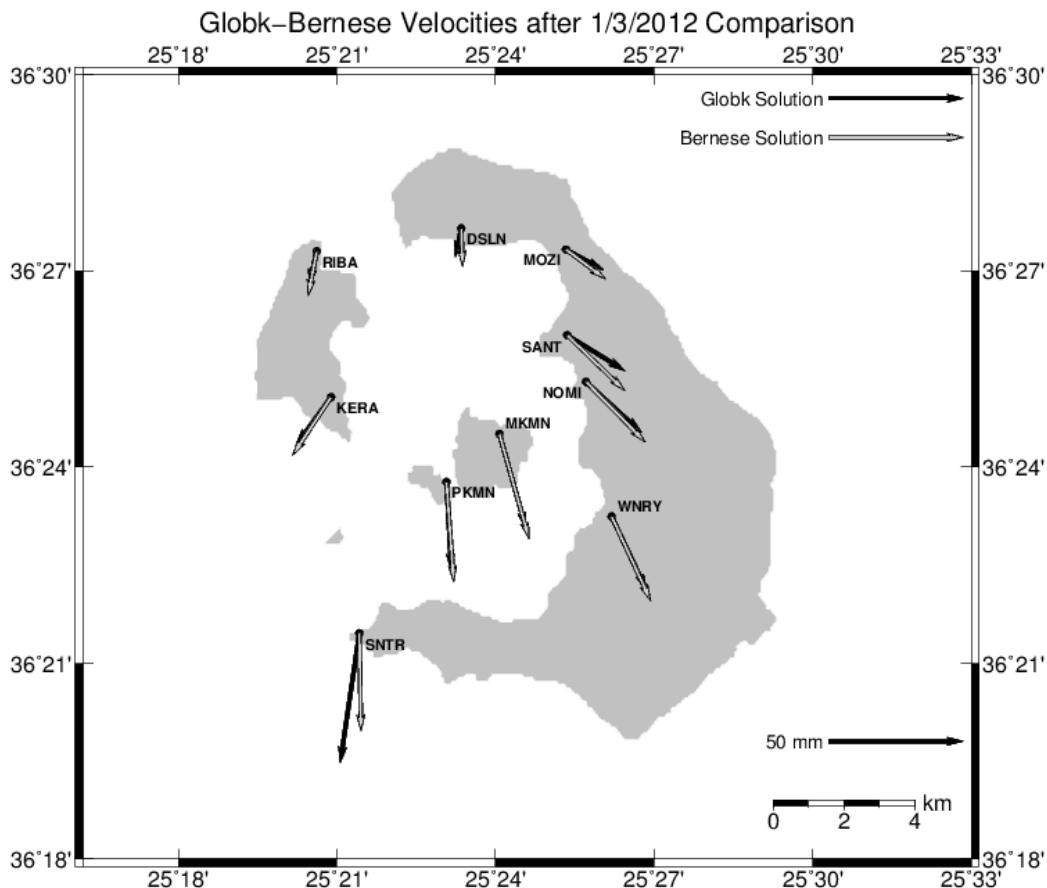 Globk−Bernese Velocities after 1/3/2012 Comparison
25˚18' 25˚21' 25˚24' 25˚27' 25˚30' 25˚33'
36˚30' 36˚30'
Globk Solution
Bernese Solution
DSLN
MOZI
RIBA
36˚27' 36˚27'
SANT
NOMI
KERA
MKMN
36˚24' 36˚24'
PKMN
WNRY
SNTR
36˚21' 36˚21'
50 mm
km
0 2 4
36˚18' 36˚18'
25˚18' 25˚21' 25˚24' 25˚27' 25˚30' 25˚33'